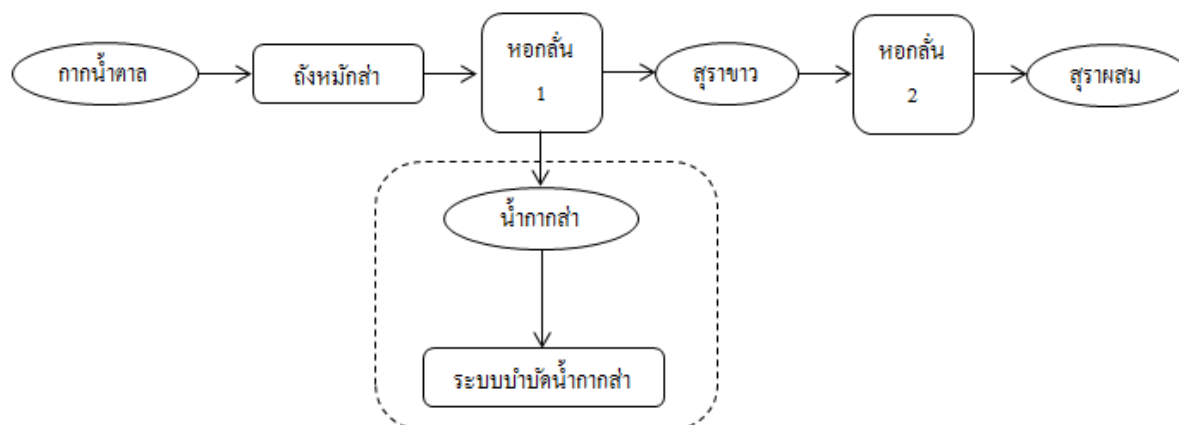 กากน้ำตาล
ถังหมักส่า
หอกลั่น
1
สุราขาว
หอกลั่น
2
สุราผสม
น้ำกากส่า
ระบบบำบัดน้ำกากส่า